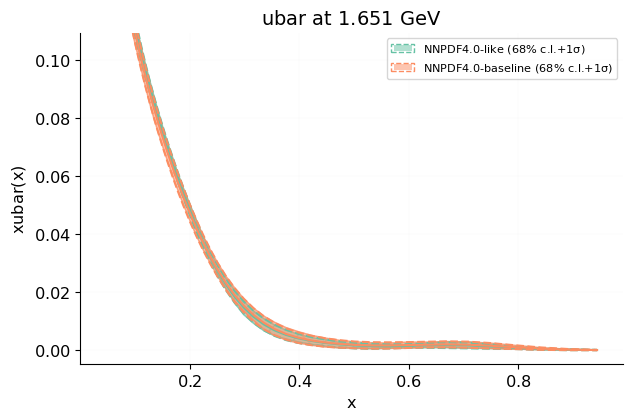 ubar at 1.651 GeV
NNPDF4.0-like (68% c.l.+1σ)
NNPDF4.0-baseline (68% c.l.+1σ)
xubar(x)
0.10
0.08
0.06
0.04
0.02
0.00
0.2 0.4 0.6 0.8
x